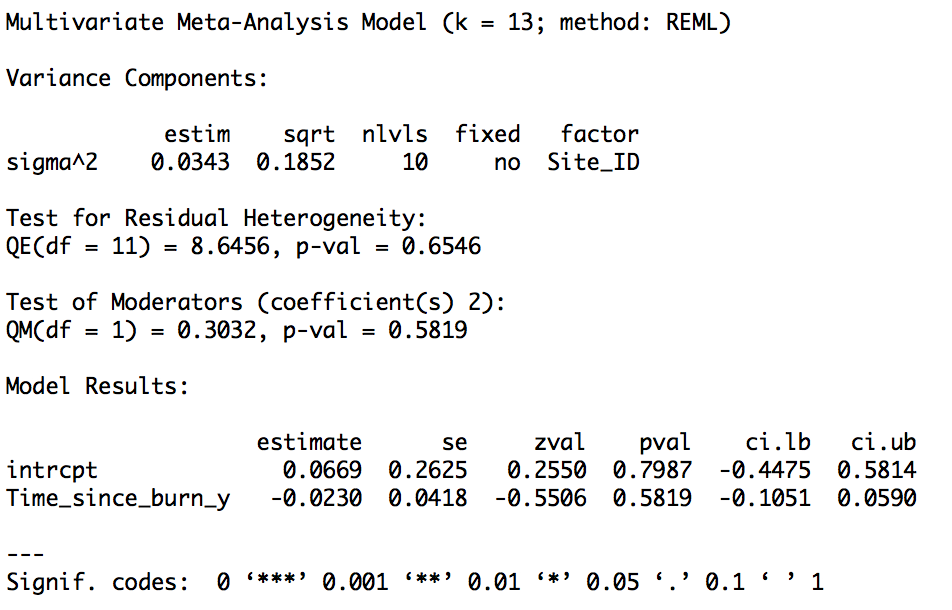 Multivariate Meta-Analysis Model (k = 13; method: REML)
Variance Components:
            estim    sqrt  nlvls  fixed   factor
sigma^2    0.0343  0.1852     10     no  Site_ID
Test for Residual Heterogeneity:
QE(df = 11) = 8.6456, p-val = 0.6546
Test of Moderators (coefficient(s) 2):
QM(df = 1) = 0.3032, p-val = 0.5819
Model Results:
                   estimate      se     zval    pval    ci.lb   ci.ub
intrcpt              0.0669  0.2625   0.2550  0.7987  -0.4475  0.5814
Time_since_burn_y   -0.0230  0.0418  -0.5506  0.5819  -0.1051  0.0590
---
Signif. codes:  0 ‘***’ 0.001 ‘**’ 0.01 ‘*’ 0.05 ‘.’ 0.1 ‘ ’ 1